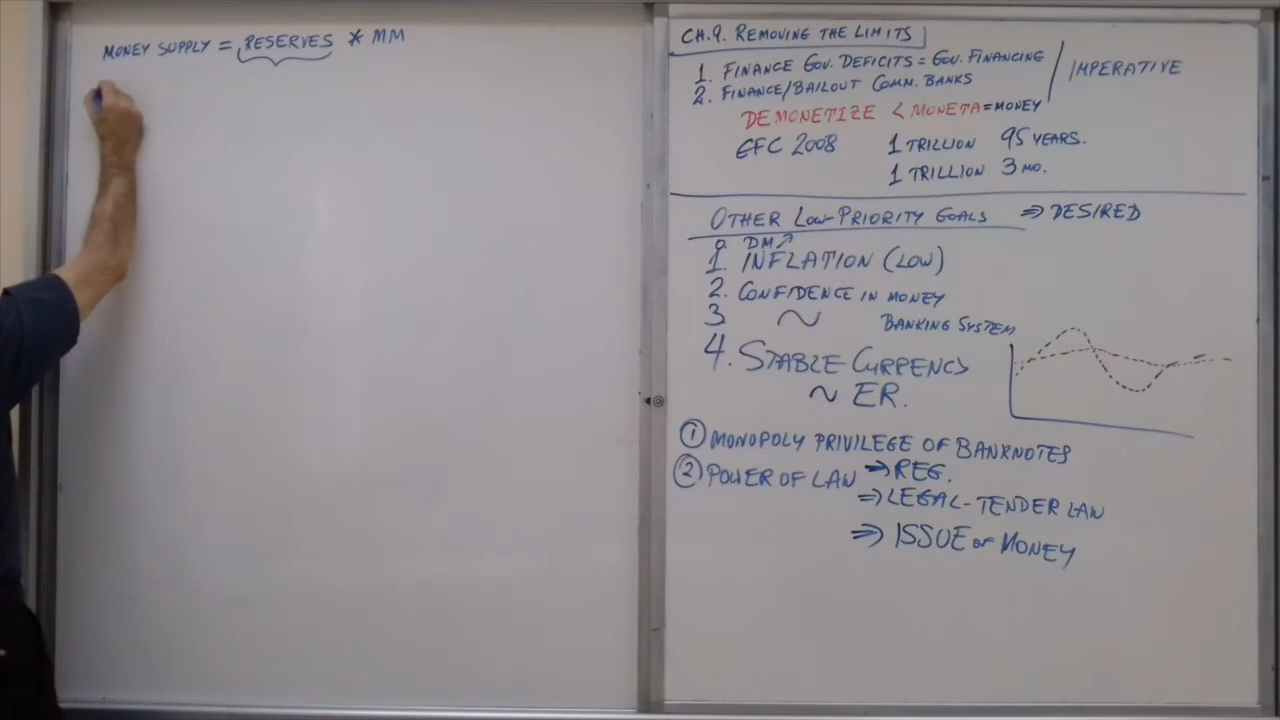 MONEY SUPPLY = RESERVES * MM
CH.9. REMOVING THE LIMITS
1. FINANCE GOV. DEFICITS = GOV. FINANCING
2. FINANCE/BAILOUT COMM. BANKS
/ IMPERATIVE
DEMONETIZE < MONETA = MONEY
GFC 2008 1 TRILLION 95 YEARS.
1 TRILLION 3 MO.
OTHER LOW-PRIORITY GOALS ⇒ DESIRED
0. DM ↗
1. INFLATION (LOW)
2. CONFIDENCE IN MONEY
3 ~ BANKING SYSTEM
4. STABLE CURRENCY
~ ER.
① MONOPOLY PRIVILEGE OF BANKNOTES
② POWER OF LAW ⇒ REG.
⇒ LEGAL-TENDER LAW
⇒ ISSUE OF MONEY